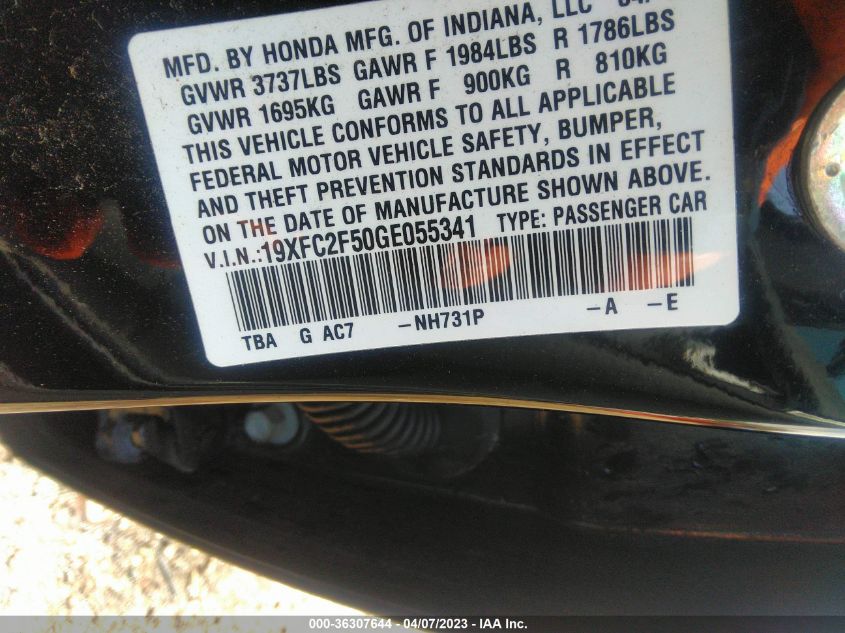 MFD. BY HONDA MFG. OF INDIANA, LLC
GVWR 3737LBS GAWR F 1984LBS R 1786LBS
GVWR 1695KG GAWR F 900KG R 810KG
THIS VEHICLE CONFORMS TO ALL APPLICABLE
FEDERAL MOTOR VEHICLE SAFETY, BUMPER,
AND THEFT PREVENTION STANDARDS IN EFFECT
ON THE DATE OF MANUFACTURE SHOWN ABOVE.
V.I.N.:19XFC2F50GE055341 TYPE: PASSENGER CAR
TBA G AC7 -NH731P -A -E
000-36307644 - 04/07/2023 - IAA Inc.